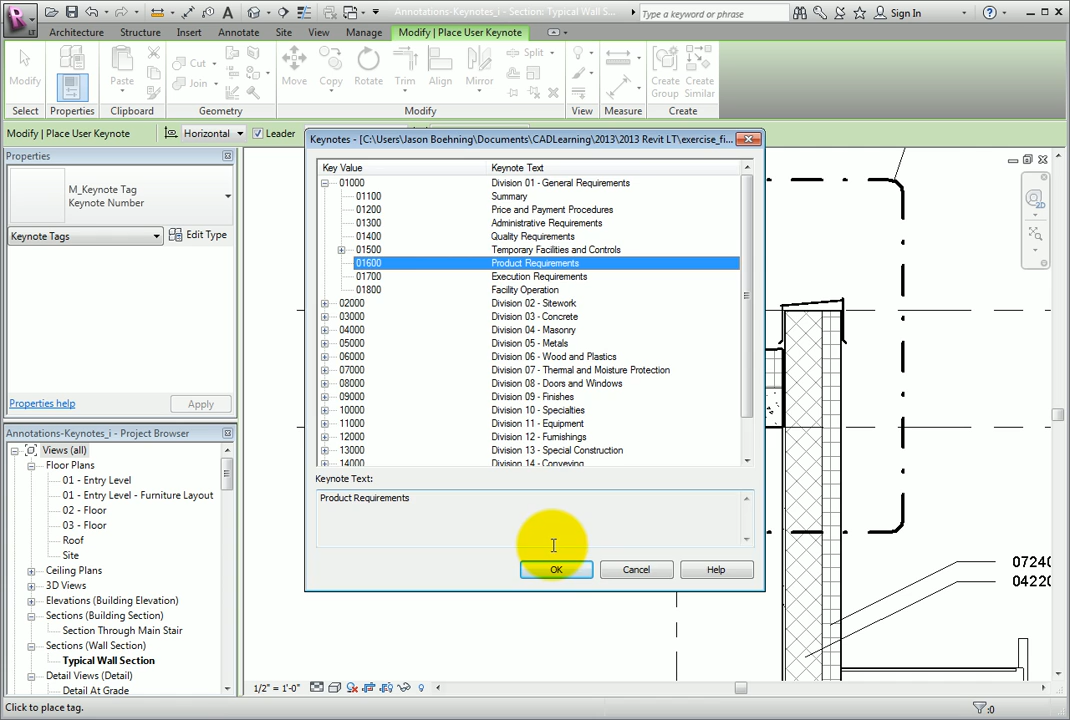 Annotations-Keynotes_i - Section: Typical Wall S...
Type a keyword or phrase
Sign In
LT
Architecture
Structure
Insert
Annotate
Site
View
Manage
Modify | Place User Keynote
Modify
Paste
Cut
Join
Move
Copy
Rotate
Trim
Align
Mirror
Split
Create Group
Create Similar
Select
Properties
Clipboard
Geometry
Modify
View
Measure
Create
Modify | Place User Keynote
Horizontal
Leader
Properties
M_Keynote Tag
Keynote Number
Keynote Tags
Edit Type
Properties help
Apply
Annotations-Keynotes_i - Project Browser
Views (all)
Floor Plans
01 - Entry Level
01 - Entry Level - Furniture Layout
02 - Floor
03 - Floor
Roof
Site
Ceiling Plans
3D Views
Elevations (Building Elevation)
Sections (Building Section)
Section Through Main Stair
Sections (Wall Section)
Typical Wall Section
Detail Views (Detail)
Detail At Grade
Keynotes - [C:\Users\Jason Boehning\Documents\CADLearning\2013\2013 Revit LT\exercise_fi...
Key Value Keynote Text
01000 Division 01 - General Requirements
01100 Summary
01200 Price and Payment Procedures
01300 Administrative Requirements
01400 Quality Requirements
01500 Temporary Facilities and Controls
01600 Product Requirements
01700 Execution Requirements
01800 Facility Operation
02000 Division 02 - Sitework
03000 Division 03 - Concrete
04000 Division 04 - Masonry
05000 Division 05 - Metals
06000 Division 06 - Wood and Plastics
07000 Division 07 - Thermal and Moisture Protection
08000 Division 08 - Doors and Windows
09000 Division 09 - Finishes
10000 Division 10 - Specialties
11000 Division 11 - Equipment
12000 Division 12 - Furnishings
13000 Division 13 - Special Construction
14000 Division 14 - Conveying
Keynote Text:
Product Requirements
OK
Cancel
Help
2D
0724
0422
1/2" = 1'-0"
Click to place tag.
:0